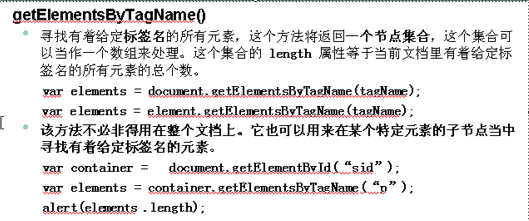 getElementsByTagName()
寻找有着给定标签名的所有元素，这个方法将返回一个节点集合，这个集合可
以当作一个数组来处理。这个集合的 length 属性等于当前文档里有着给定标
签名的所有元素的总个数。
var elements = document.getElementsByTagName(tagName);
var elements = element.getElementsByTagName(tagName);
该方法不必非得用在整个文档上。它也可以用来在某个特定元素的子节点当中
寻找有着给定标签名的元素。
var container = document.getElementById(“sid”);
var elements = container.getElementsByTagName(“p”);
alert(elements .length);